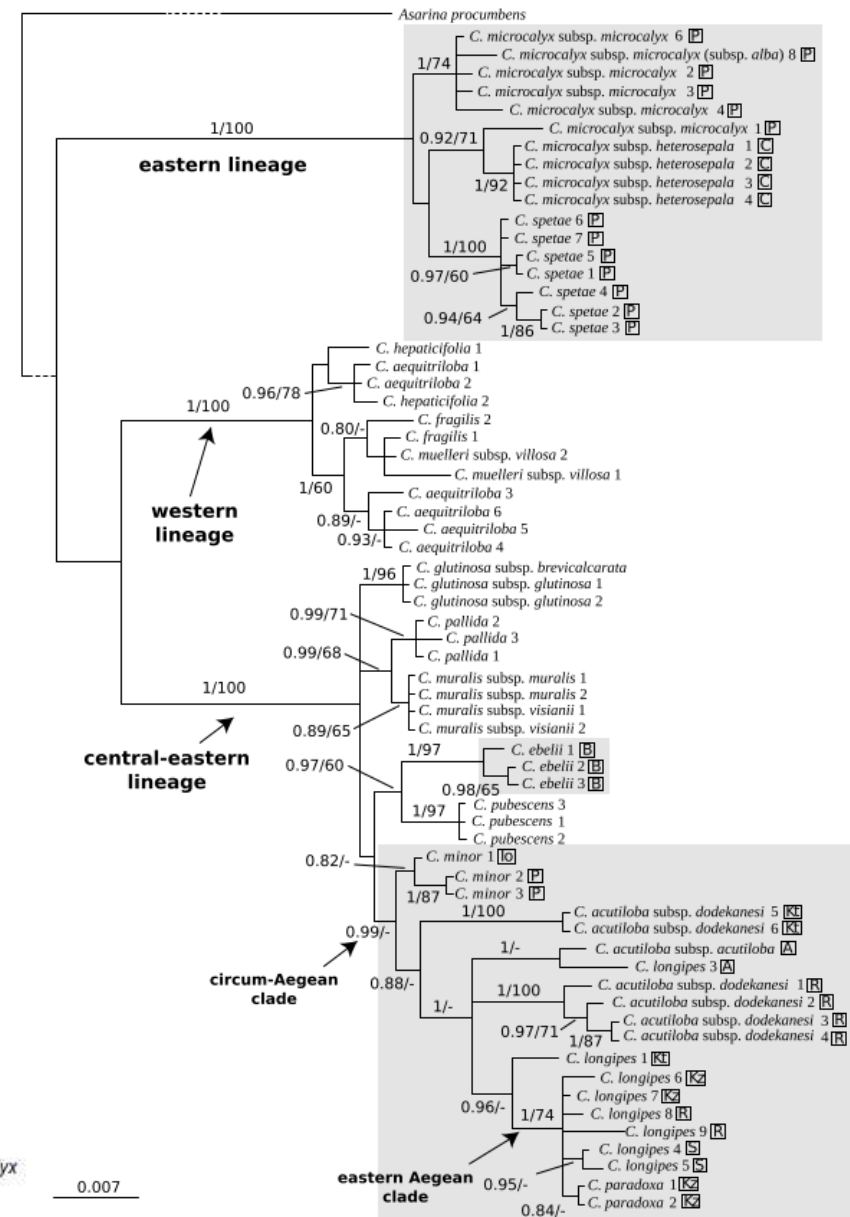 Asarina procumbens
C. microcalyx subsp. microcalyx 6 P
1/74
C. microcalyx subsp. microcalyx (subsp. alba) 8 P
C. microcalyx subsp. microcalyx 2 P
C. microcalyx subsp. microcalyx 3 P
C. microcalyx subsp. microcalyx 4 P
1/100
C. microcalyx subsp. microcalyx 1 P
0.92/71
C. microcalyx subsp. heterosepala 1 C
eastern lineage
C. microcalyx subsp. heterosepala 2 C
C. microcalyx subsp. heterosepala 3 C
1/92
C. microcalyx subsp. heterosepala 4 C
C. spetae 6 P
C. spetae 7 P
1/100
C. spetae 5 P
0.97/60
C. spetae 1 P
C. spetae 4 P
0.94/64
C. spetae 2 P
1/86
C. spetae 3 P
C. hepaticifolia 1
C. aequitriloba 1
C. aequitriloba 2
0.96/78
C. hepaticifolia 2
1/100
C. fragilis 2
0.80/-
C. fragilis 1
C. muelleri subsp. villosa 2
C. muelleri subsp. villosa 1
1/60
C. aequitriloba 3
western
lineage
C. aequitriloba 6
0.89/-
C. aequitriloba 5
0.93/-
C. aequitriloba 4
C. glutinosa subsp. brevicalcarata
1/96
C. glutinosa subsp. glutinosa 1
C. glutinosa subsp. glutinosa 2
0.99/71
C. pallida 2
C. pallida 3
0.99/68
C. pallida 1
C. muralis subsp. muralis 1
1/100
C. muralis subsp. muralis 2
C. muralis subsp. visianii 1
0.89/65
C. muralis subsp. visianii 2
central-eastern
lineage
1/97
C. ebelii 1 B
0.97/60
C. ebelii 2 B
C. ebelii 3 B
0.98/65
C. pubescens 3
1/97
C. pubescens 1
C. pubescens 2
0.82/-
C. minor 1 Io
C. minor 2 P
1/87
C. minor 3 P
1/100
C. acutiloba subsp. dodekanesi 5 Kt
C. acutiloba subsp. dodekanesi 6 Kt
0.99/-
1/-
C. acutiloba subsp. acutiloba A
C. longipes 3 A
circum-Aegean
clade
0.88/-
C. acutiloba subsp. dodekanesi 1 R
1/100
C. acutiloba subsp. dodekanesi 2 R
1/-
C. acutiloba subsp. dodekanesi 3 R
0.97/71
1/87
C. acutiloba subsp. dodekanesi 4 R
C. longipes 1 Kt
C. longipes 6 Kz
C. longipes 7 Kz
0.96/-
1/74
C. longipes 8 R
C. longipes 9 R
C. longipes 4 S
C. longipes 5 S
eastern Aegean
clade
0.95/-
C. paradoxa 1 Kz
C. paradoxa 2 Kz
0.84/-
yx
0.007